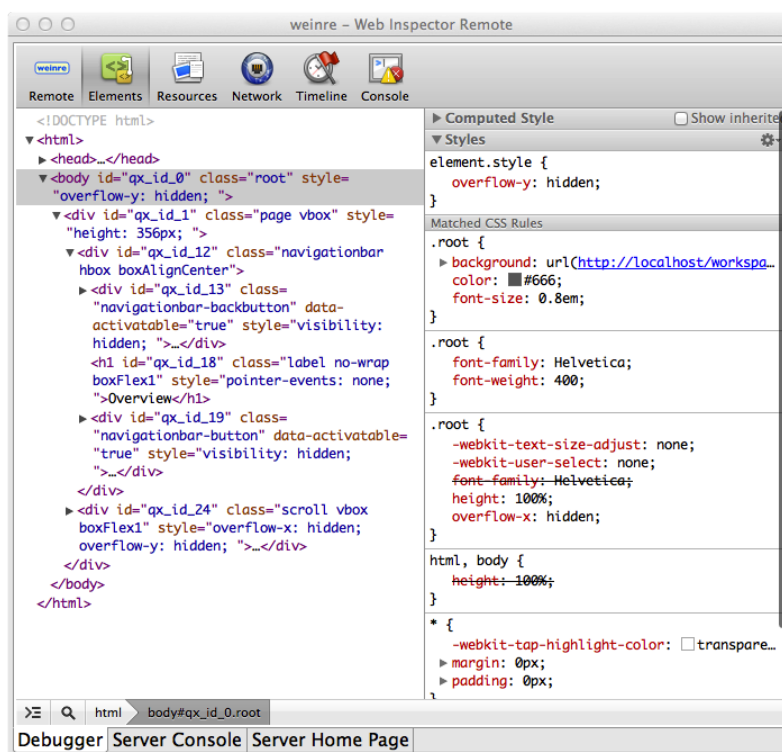 weinre – Web Inspector Remote
weinre
Remote Elements Resources Network Timeline Console
<!DOCTYPE html>
▼<html>
▶<head>…</head>
▼<body id="qx_id_0" class="root" style=
"overflow-y: hidden; ">
▼<div id="qx_id_1" class="page vbox" style=
"height: 356px; ">
▼<div id="qx_id_12" class="navigationbar
hbox boxAlignCenter">
▶<div id="qx_id_13" class=
"navigationbar-backbutton" data-
activatable="true" style="visibility:
hidden; ">…</div>
<h1 id="qx_id_18" class="label no-wrap
boxFlex1" style="pointer-events: none;
">Overview</h1>
▶<div id="qx_id_19" class=
"navigationbar-button" data-activatable=
"true" style="visibility: hidden;
">…</div>
</div>
▶<div id="qx_id_24" class="scroll vbox
boxFlex1" style="overflow-x: hidden;
overflow-y: hidden; ">…</div>
</div>
</body>
</html>
▶ Computed Style Show inherite
▼ Styles
element.style {
overflow-y: hidden;
}
Matched CSS Rules
.root {
▶ background: url(http://localhost/workspa…
color: #666;
font-size: 0.8em;
}
.root {
font-family: Helvetica;
font-weight: 400;
}
.root {
-webkit-text-size-adjust: none;
-webkit-user-select: none;
font-family: Helvetica;
height: 100%;
overflow-x: hidden;
}
html, body {
height: 100%;
}
* {
-webkit-tap-highlight-color: transpare…
▶ margin: 0px;
▶ padding: 0px;
}
html body#qx_id_0.root
Debugger Server Console Server Home Page